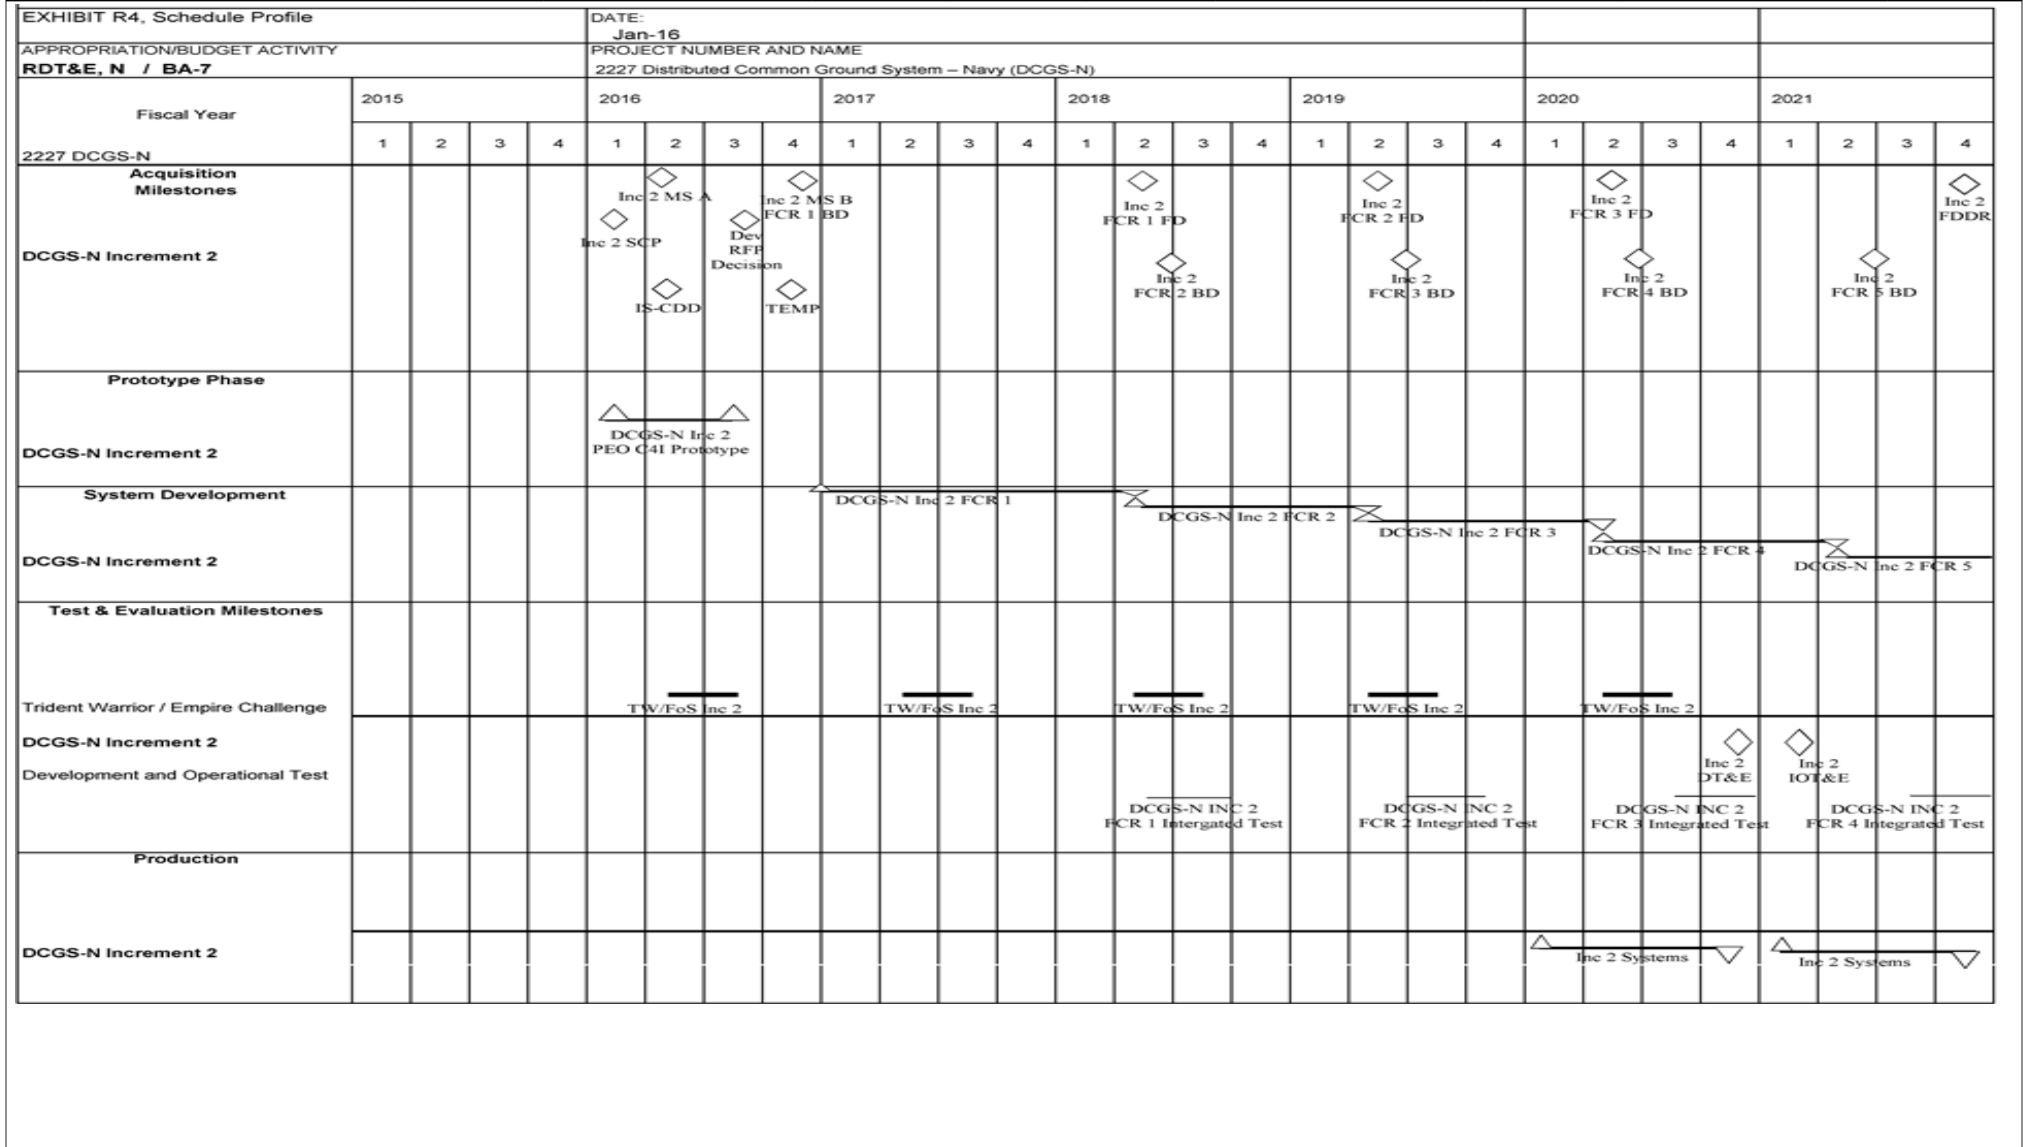 EXHIBIT R4, Schedule Profile
DATE:
Jan-16
APPROPRIATION/BUDGET ACTIVITY
PROJECT NUMBER AND NAME
RDT&E, N / BA-7
2227 Distributed Common Ground System – Navy (DCGS-N)
Fiscal Year
2015 2016 2017 2018 2019 2020 2021
2227 DCGS-N
1 2 3 4 1 2 3 4 1 2 3 4 1 2 3 4 1 2 3 4 1 2 3 4 1 2 3 4
Acquisition
Milestones
Inc 2 MS A
Inc 2 MS B
FCR 1 BD
Inc 2
FCR 1 FD
Inc 2
FCR 2 FD
Inc 2
FCR 3 FD
Inc 2
FDDR
Inc 2 SCP
Dev
RFP
Decision
DCGS-N Increment 2
Inc 2
FCR 2 BD
Inc 2
FCR 3 BD
Inc 2
FCR 4 BD
Inc 2
FCR 5 BD
IS-CDD
TEMP
Prototype Phase
DCGS-N Inc 2
PEO C4I Prototype
DCGS-N Increment 2
System Development
DCGS-N Inc 2 FCR 1
DCGS-N Inc 2 FCR 2
DCGS-N Inc 2 FCR 3
DCGS-N Inc 2 FCR 4
DCGS-N Inc 2 FCR 5
DCGS-N Increment 2
Test & Evaluation Milestones
Trident Warrior / Empire Challenge
TW/FoS Inc 2
TW/FoS Inc 2
TW/FoS Inc 2
TW/FoS Inc 2
TW/FoS Inc 2
DCGS-N Increment 2
Inc 2
DT&E
Inc 2
IOT&E
Development and Operational Test
DCGS-N INC 2
FCR 1 Intergated Test
DCGS-N INC 2
FCR 2 Integrated Test
DCGS-N INC 2
FCR 3 Integrated Test
DCGS-N INC 2
FCR 4 Integrated Test
Production
DCGS-N Increment 2
Inc 2 Systems
Inc 2 Systems